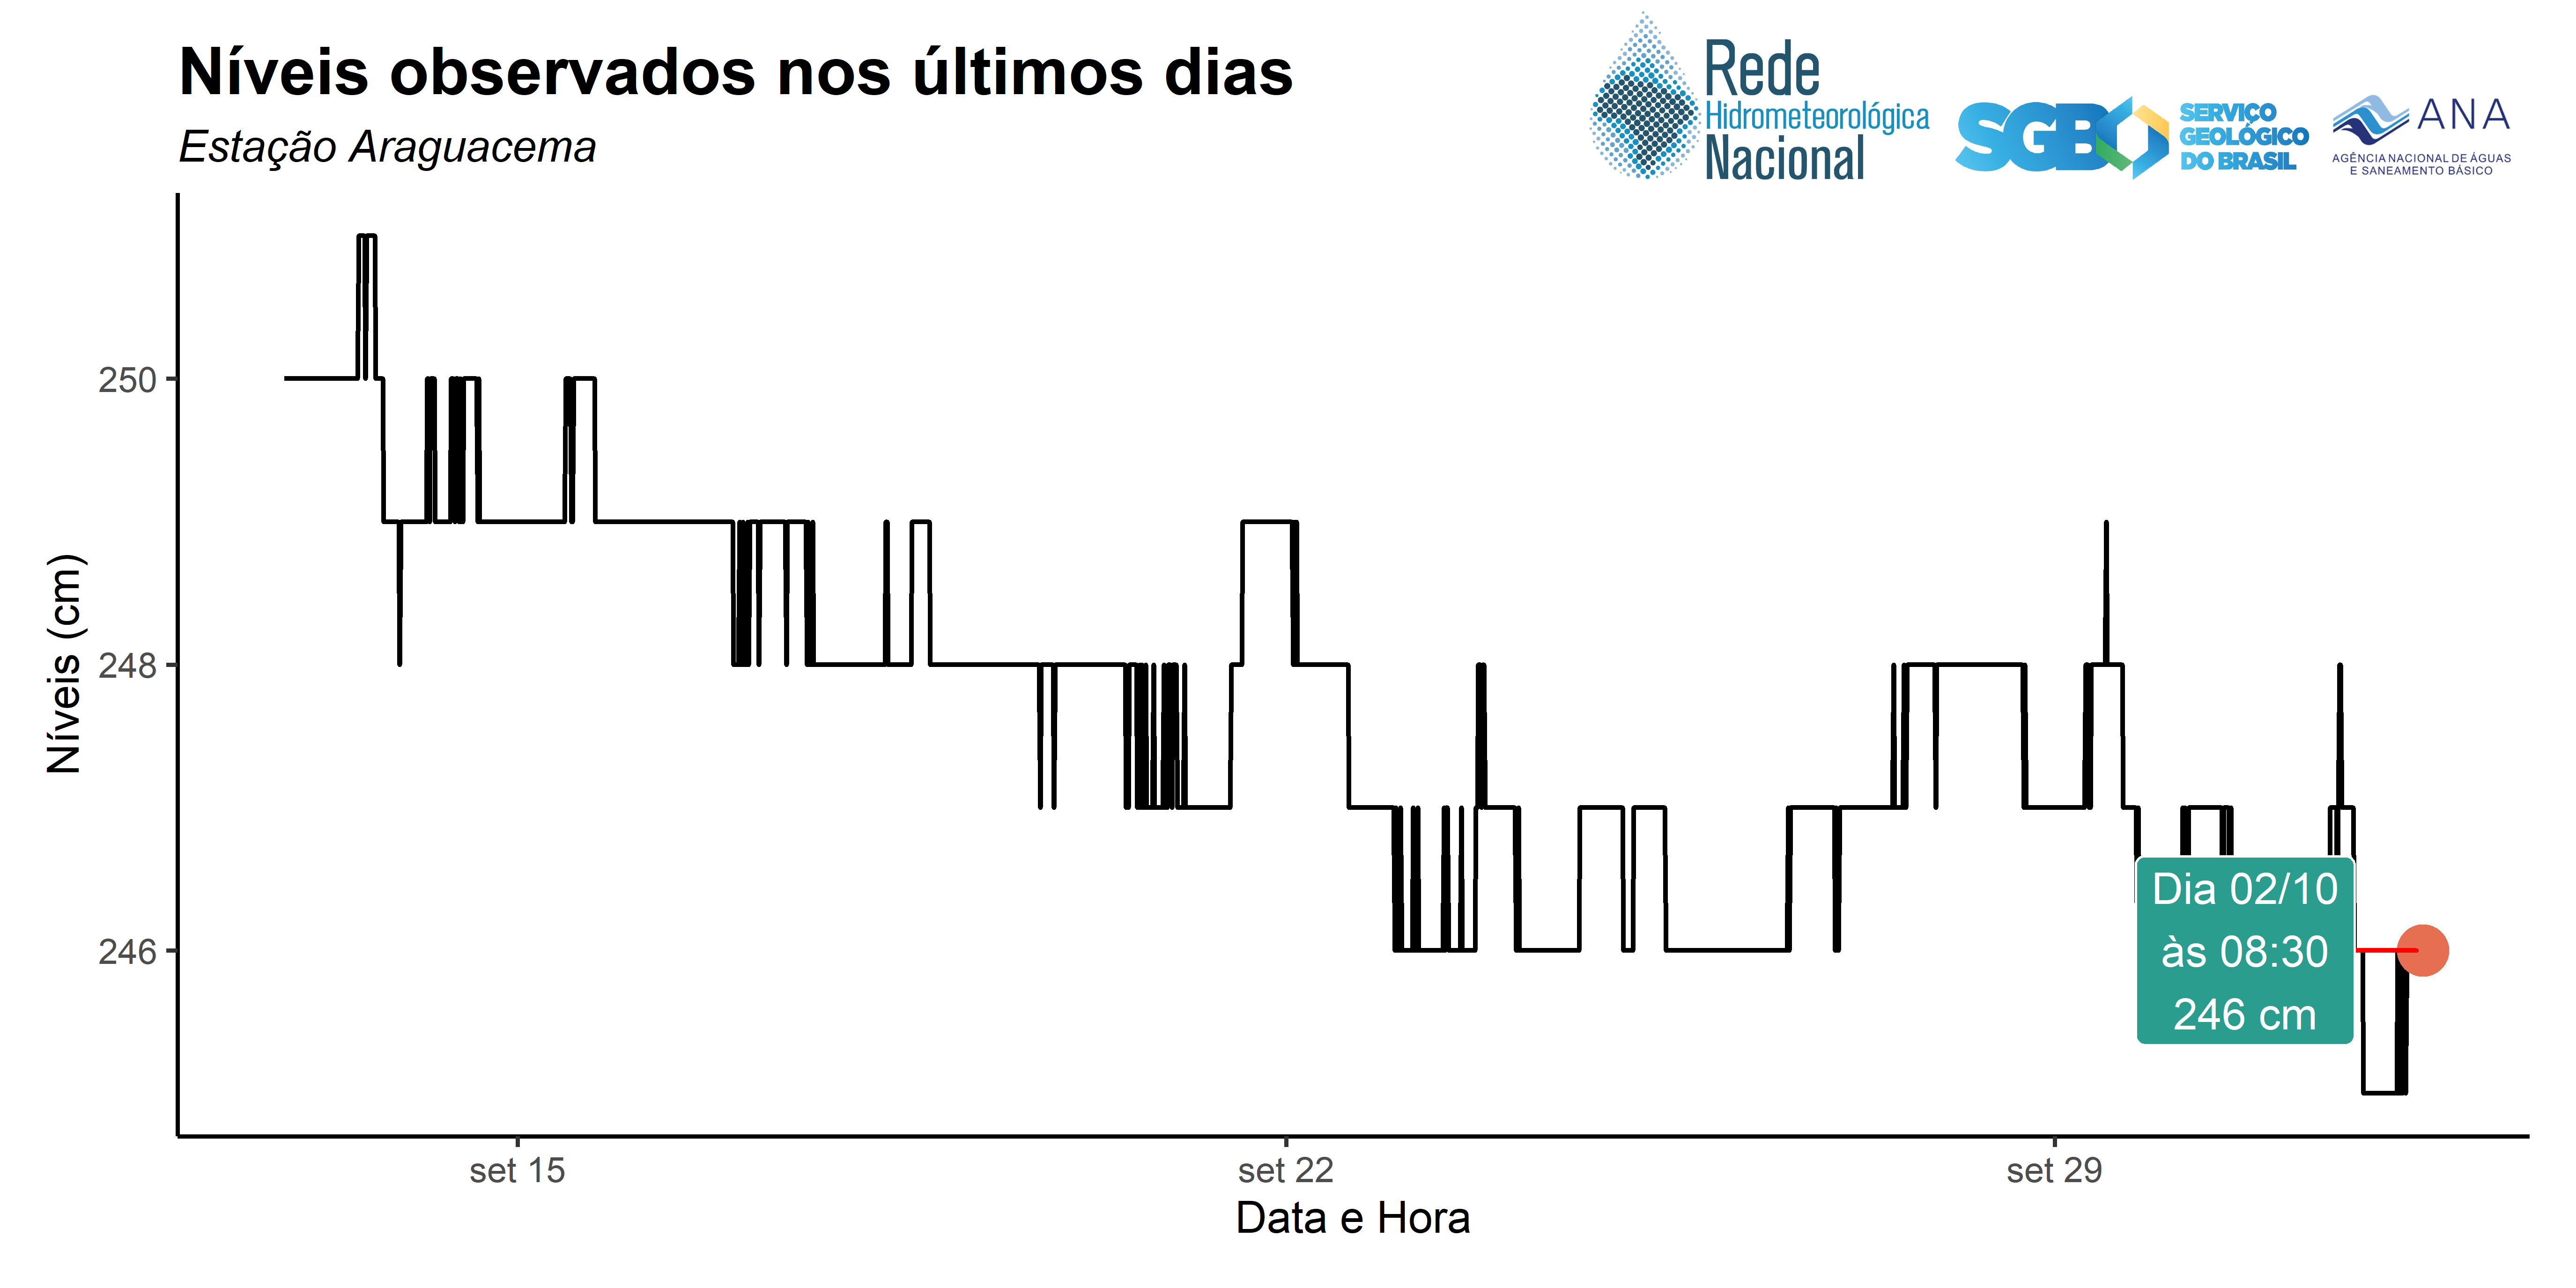 Níveis observados nos últimos dias
Estação Araguacema
Rede
Hidrometeorológica
Nacional
SGB
SERVIÇO
GEOLÓGICO
DO BRASIL
ANA
AGÊNCIA NACIONAL DE ÁGUAS
E SANEAMENTO BÁSICO
Níveis (cm)
250
248
246
Dia 02/10
às 08:30
246 cm
set 15
set 22
set 29
Data e Hora